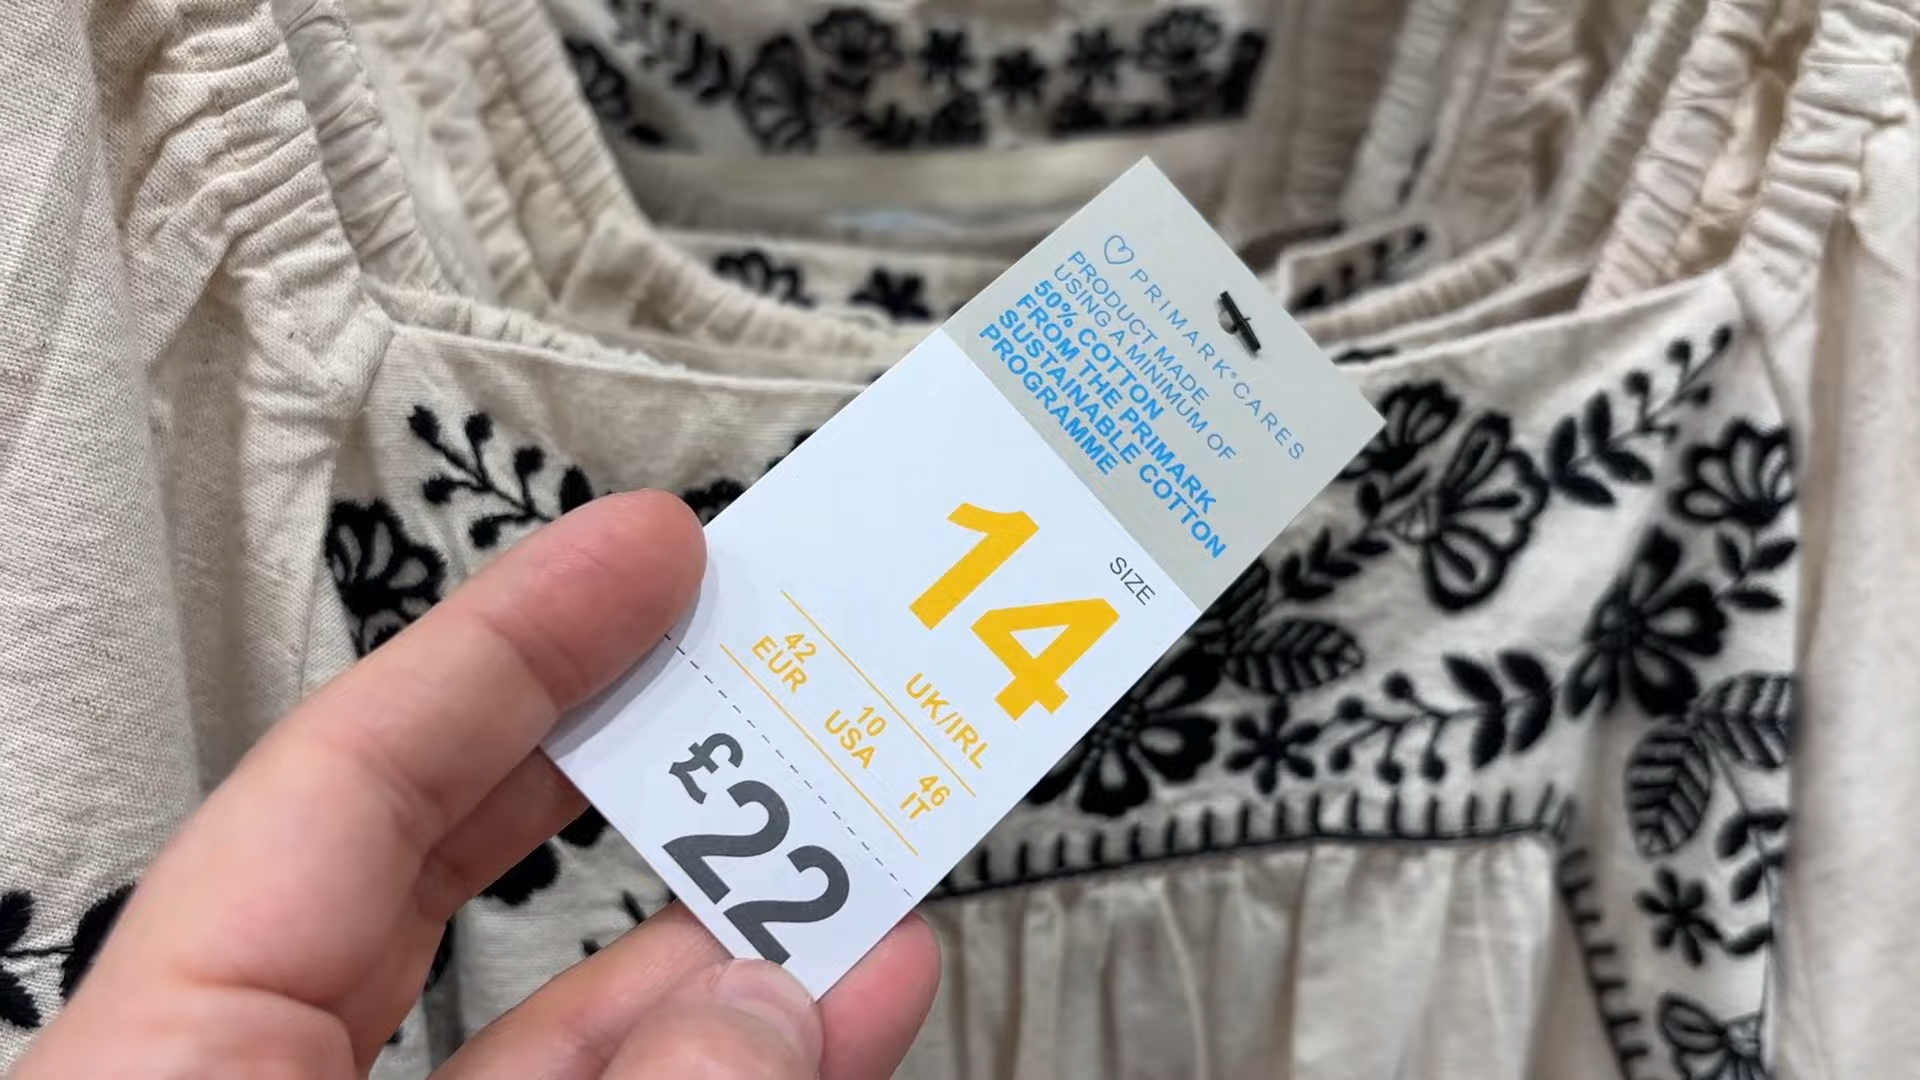 PRIMARK® CARES
PRODUCT MADE
USING A MINIMUM OF
50% COTTON
FROM THE PRIMARK
SUSTAINABLE COTTON
PROGRAMME
SIZE
14
UK/IRL
42 10 46
EUR USA IT
£22